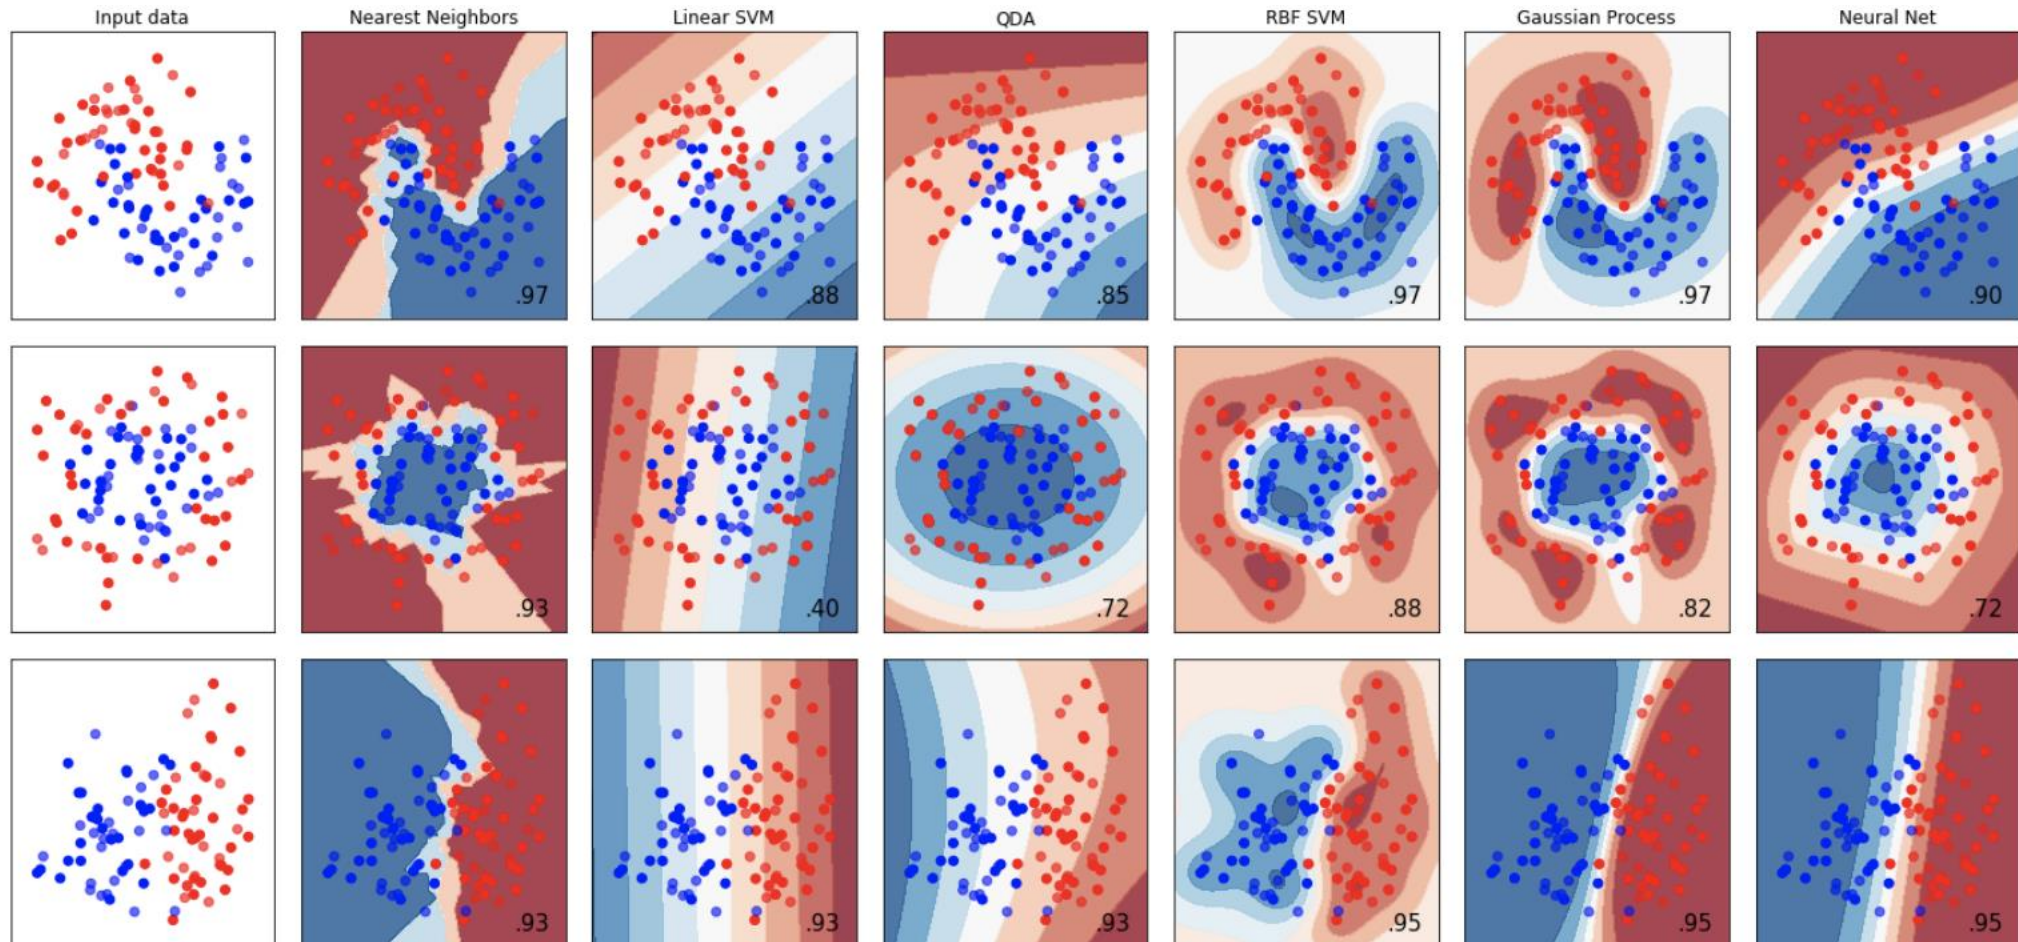 Input data Nearest Neighbors Linear SVM QDA RBF SVM Gaussian Process Neural Net
.97 .88 .85 .97 .97 .90
.93 .40 .72 .88 .82 .72
.93 .93 .93 .95 .95 .95